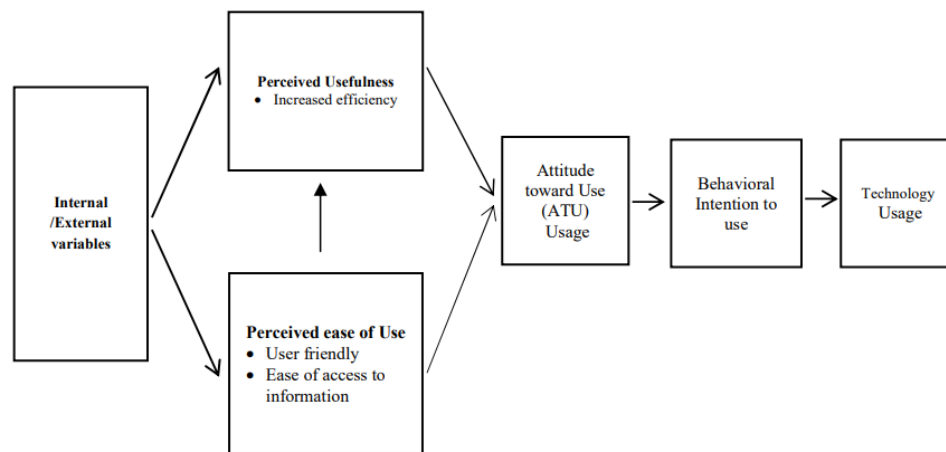 Internal
/External
variables
Perceived Usefulness
• Increased efficiency
Perceived ease of Use
• User friendly
• Ease of access to
information
Attitude
toward Use
(ATU)
Usage
Behavioral
Intention to
use
Technology
Usage